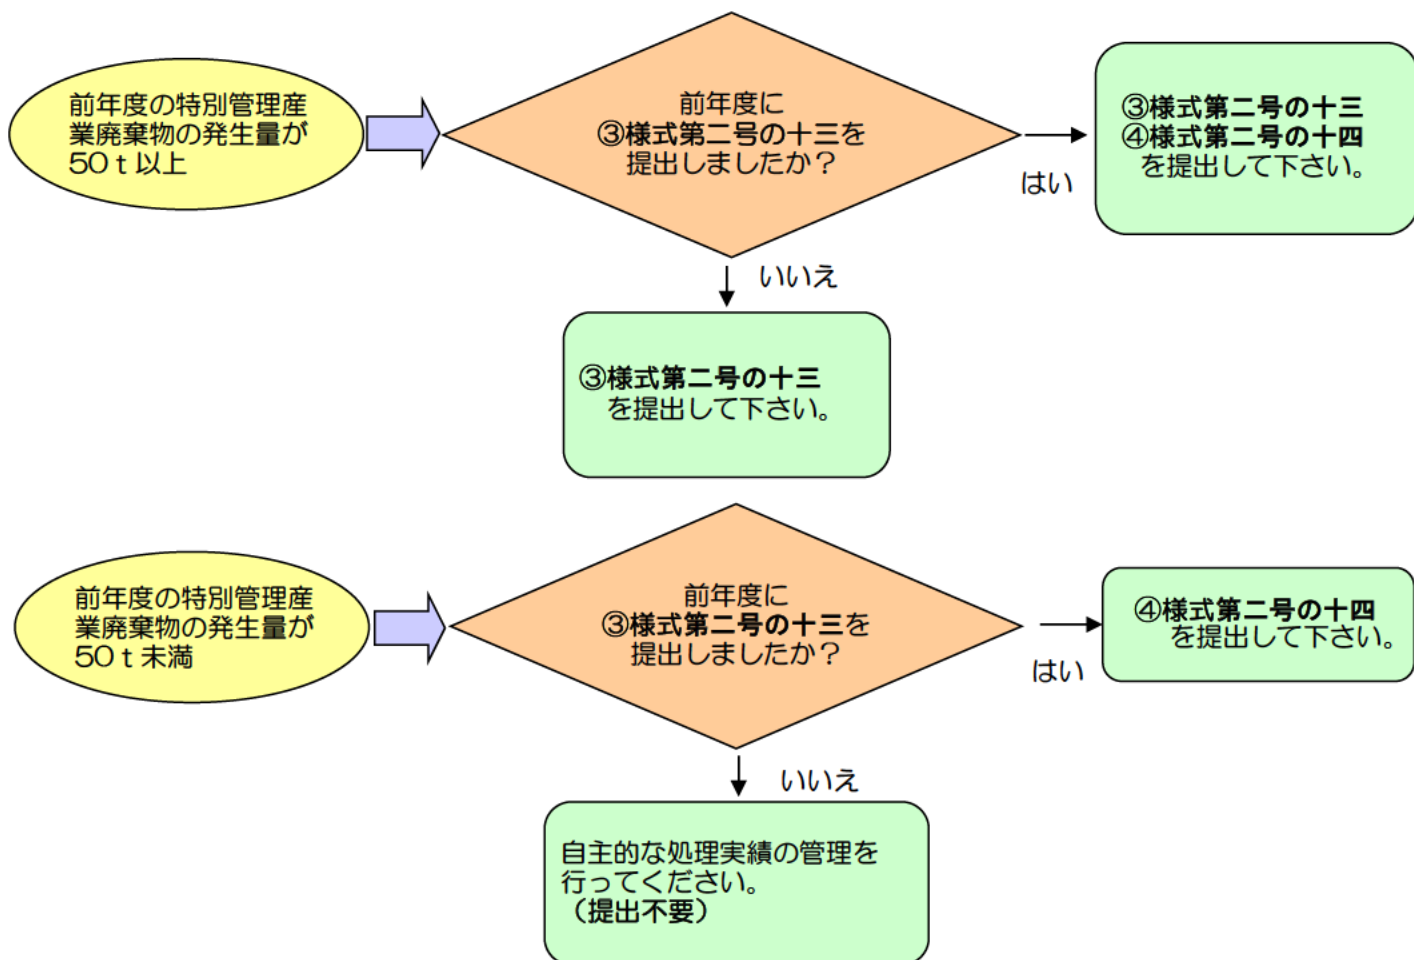 前年度の特別管理産
業廃棄物の発生量が
50ｔ以上
前年度に
③様式第二号の十三を
提出しましたか？
はい
③様式第二号の十三
④様式第二号の十四
を提出して下さい。
いいえ
③様式第二号の十三
を提出して下さい。
前年度の特別管理産
業廃棄物の発生量が
50ｔ未満
前年度に
③様式第二号の十三を
提出しましたか？
はい
④様式第二号の十四
を提出して下さい。
いいえ
自主的な処理実績の管理を
行ってください。
（提出不要）